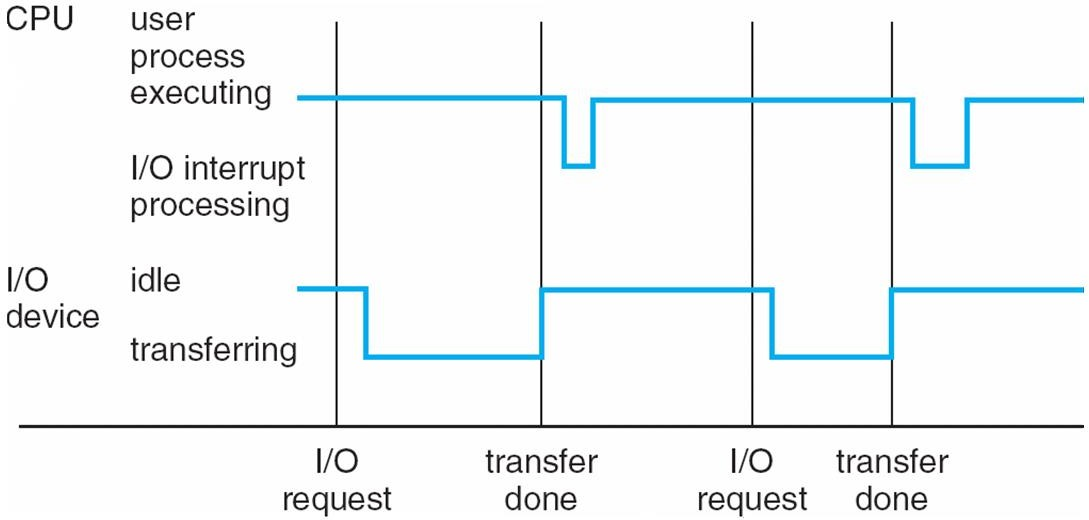 CPU
user
process
executing
I/O interrupt
processing
I/O
device
idle
transferring
I/O
request
transfer
done
I/O
request
transfer
done